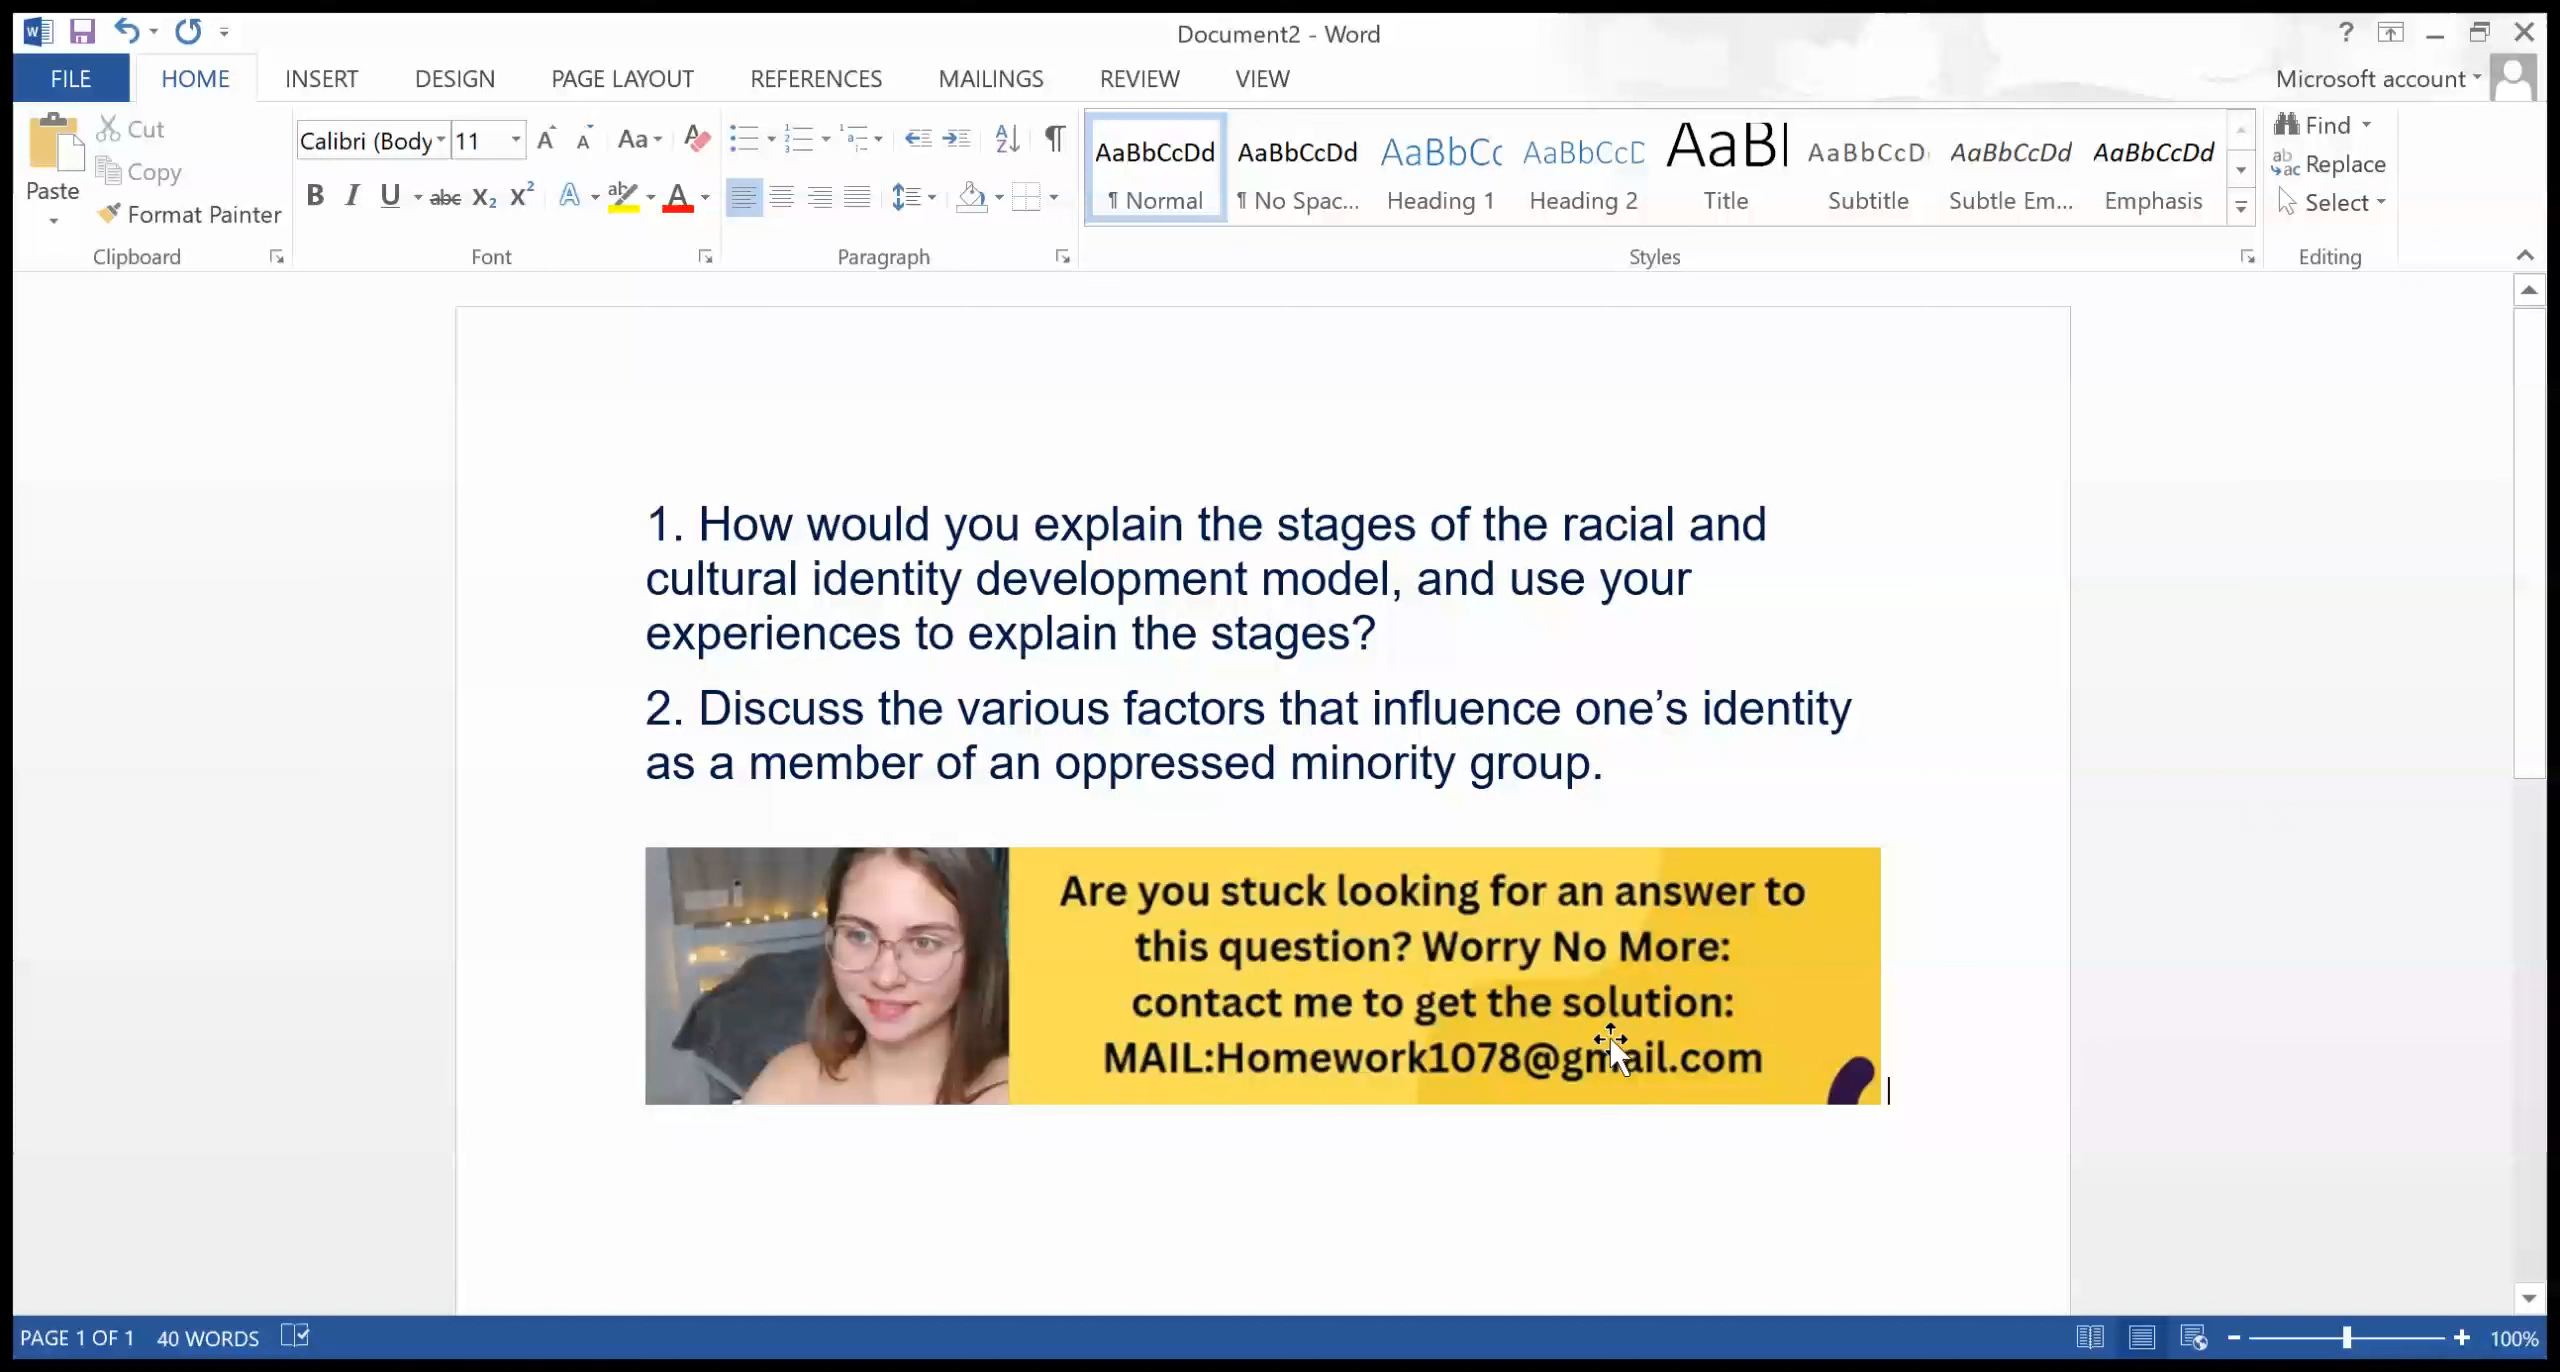 Document2 - Word
?
FILE HOME INSERT DESIGN PAGE LAYOUT REFERENCES MAILINGS REVIEW VIEW Microsoft account
Paste
Cut
Copy
Format Painter
Clipboard
Calibri (Body 11
Font
Paragraph
AaBbCcDd AaBbCcDd AaBbCc AaBbCcC AaBl AaBbCcD AaBbCcDd AaBbCcDd
¶ Normal ¶ No Spac... Heading 1 Heading 2 Title Subtitle Subtle Em... Emphasis
Styles
Find
Replace
Select
Editing
1. How would you explain the stages of the racial and
cultural identity development model, and use your
experiences to explain the stages?
2. Discuss the various factors that influence one’s identity
as a member of an oppressed minority group.
Are you stuck looking for an answer to
this question? Worry No More:
contact me to get the solution:
MAIL:Homework1078@gmail.com
PAGE 1 OF 1 40 WORDS 100%